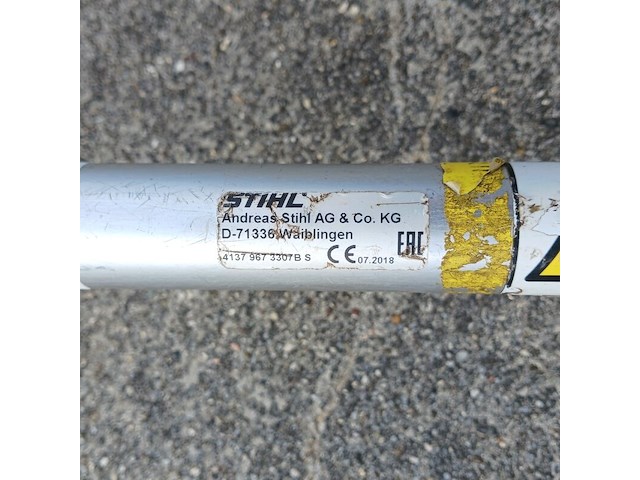 STIHL
Andreas Stihl AG & Co. KG
D-71336 Waiblingen
4137 967 3307B S CE 07.2018 EAC